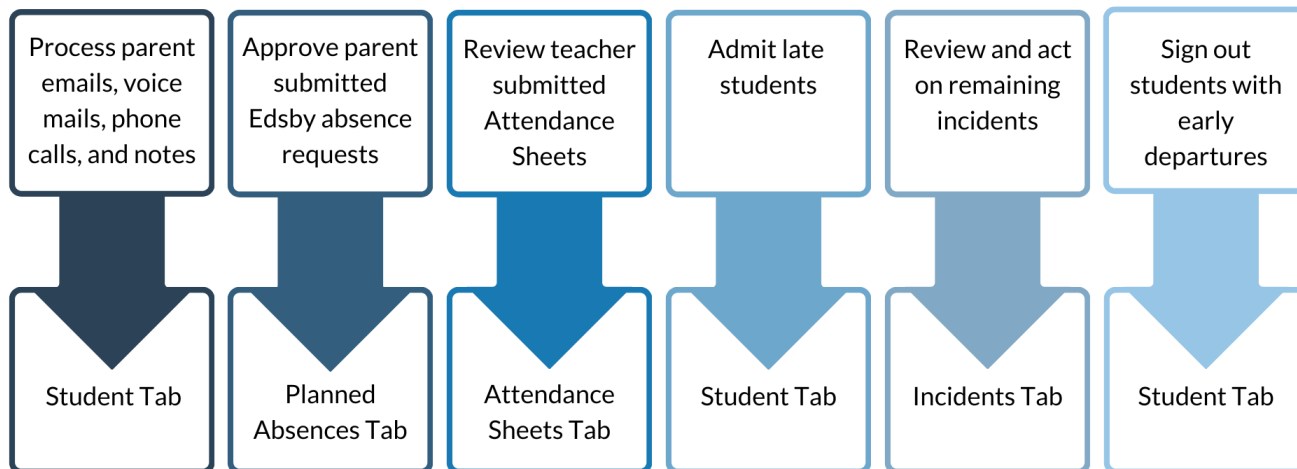 Process parent
emails, voice
mails, phone
calls, and notes
Approve parent
submitted
Edsby absence
requests
Review teacher
submitted
Attendance
Sheets
Admit late
students
Review and act
on remaining
incidents
Sign out
students with
early
departures
Student Tab
Planned
Absences Tab
Attendance
Sheets Tab
Student Tab
Incidents Tab
Student Tab